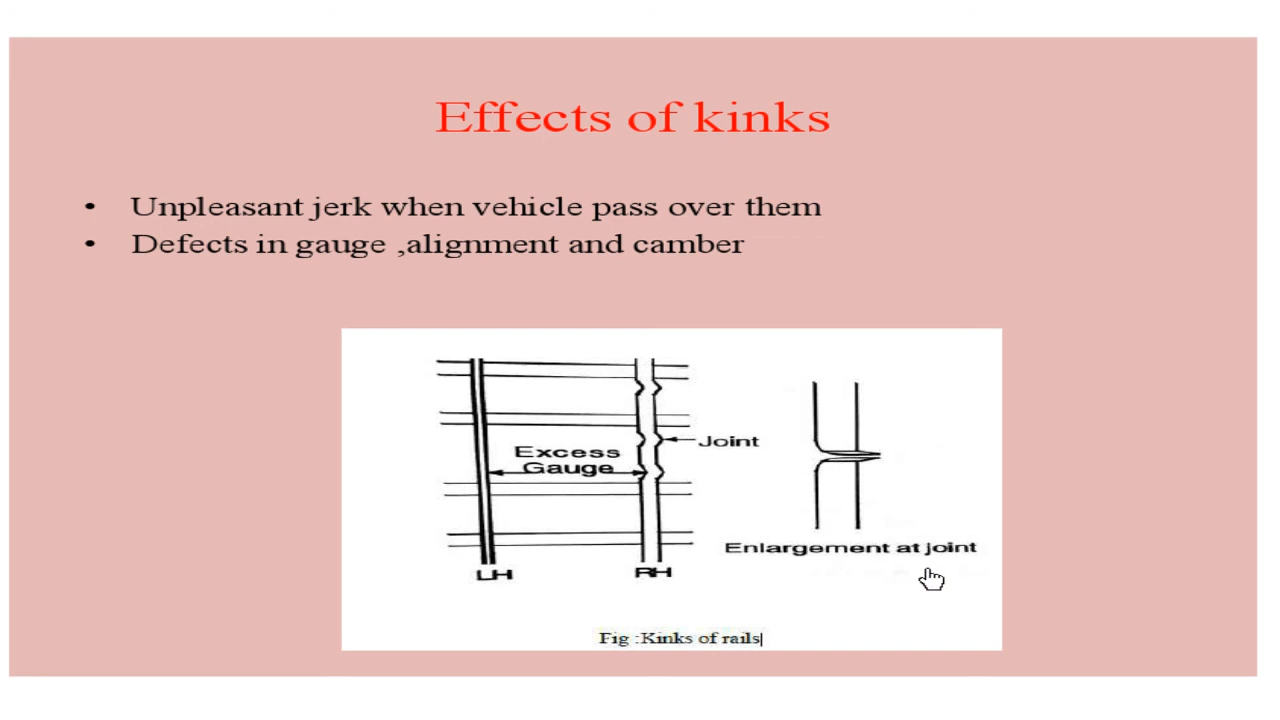 Effects of kinks
• Unpleasant jerk when vehicle pass over them
• Defects in gauge ,alignment and camber
Excess
Gauge
Joint
Enlargement at joint
LH
RH
Fig :Kinks of rails